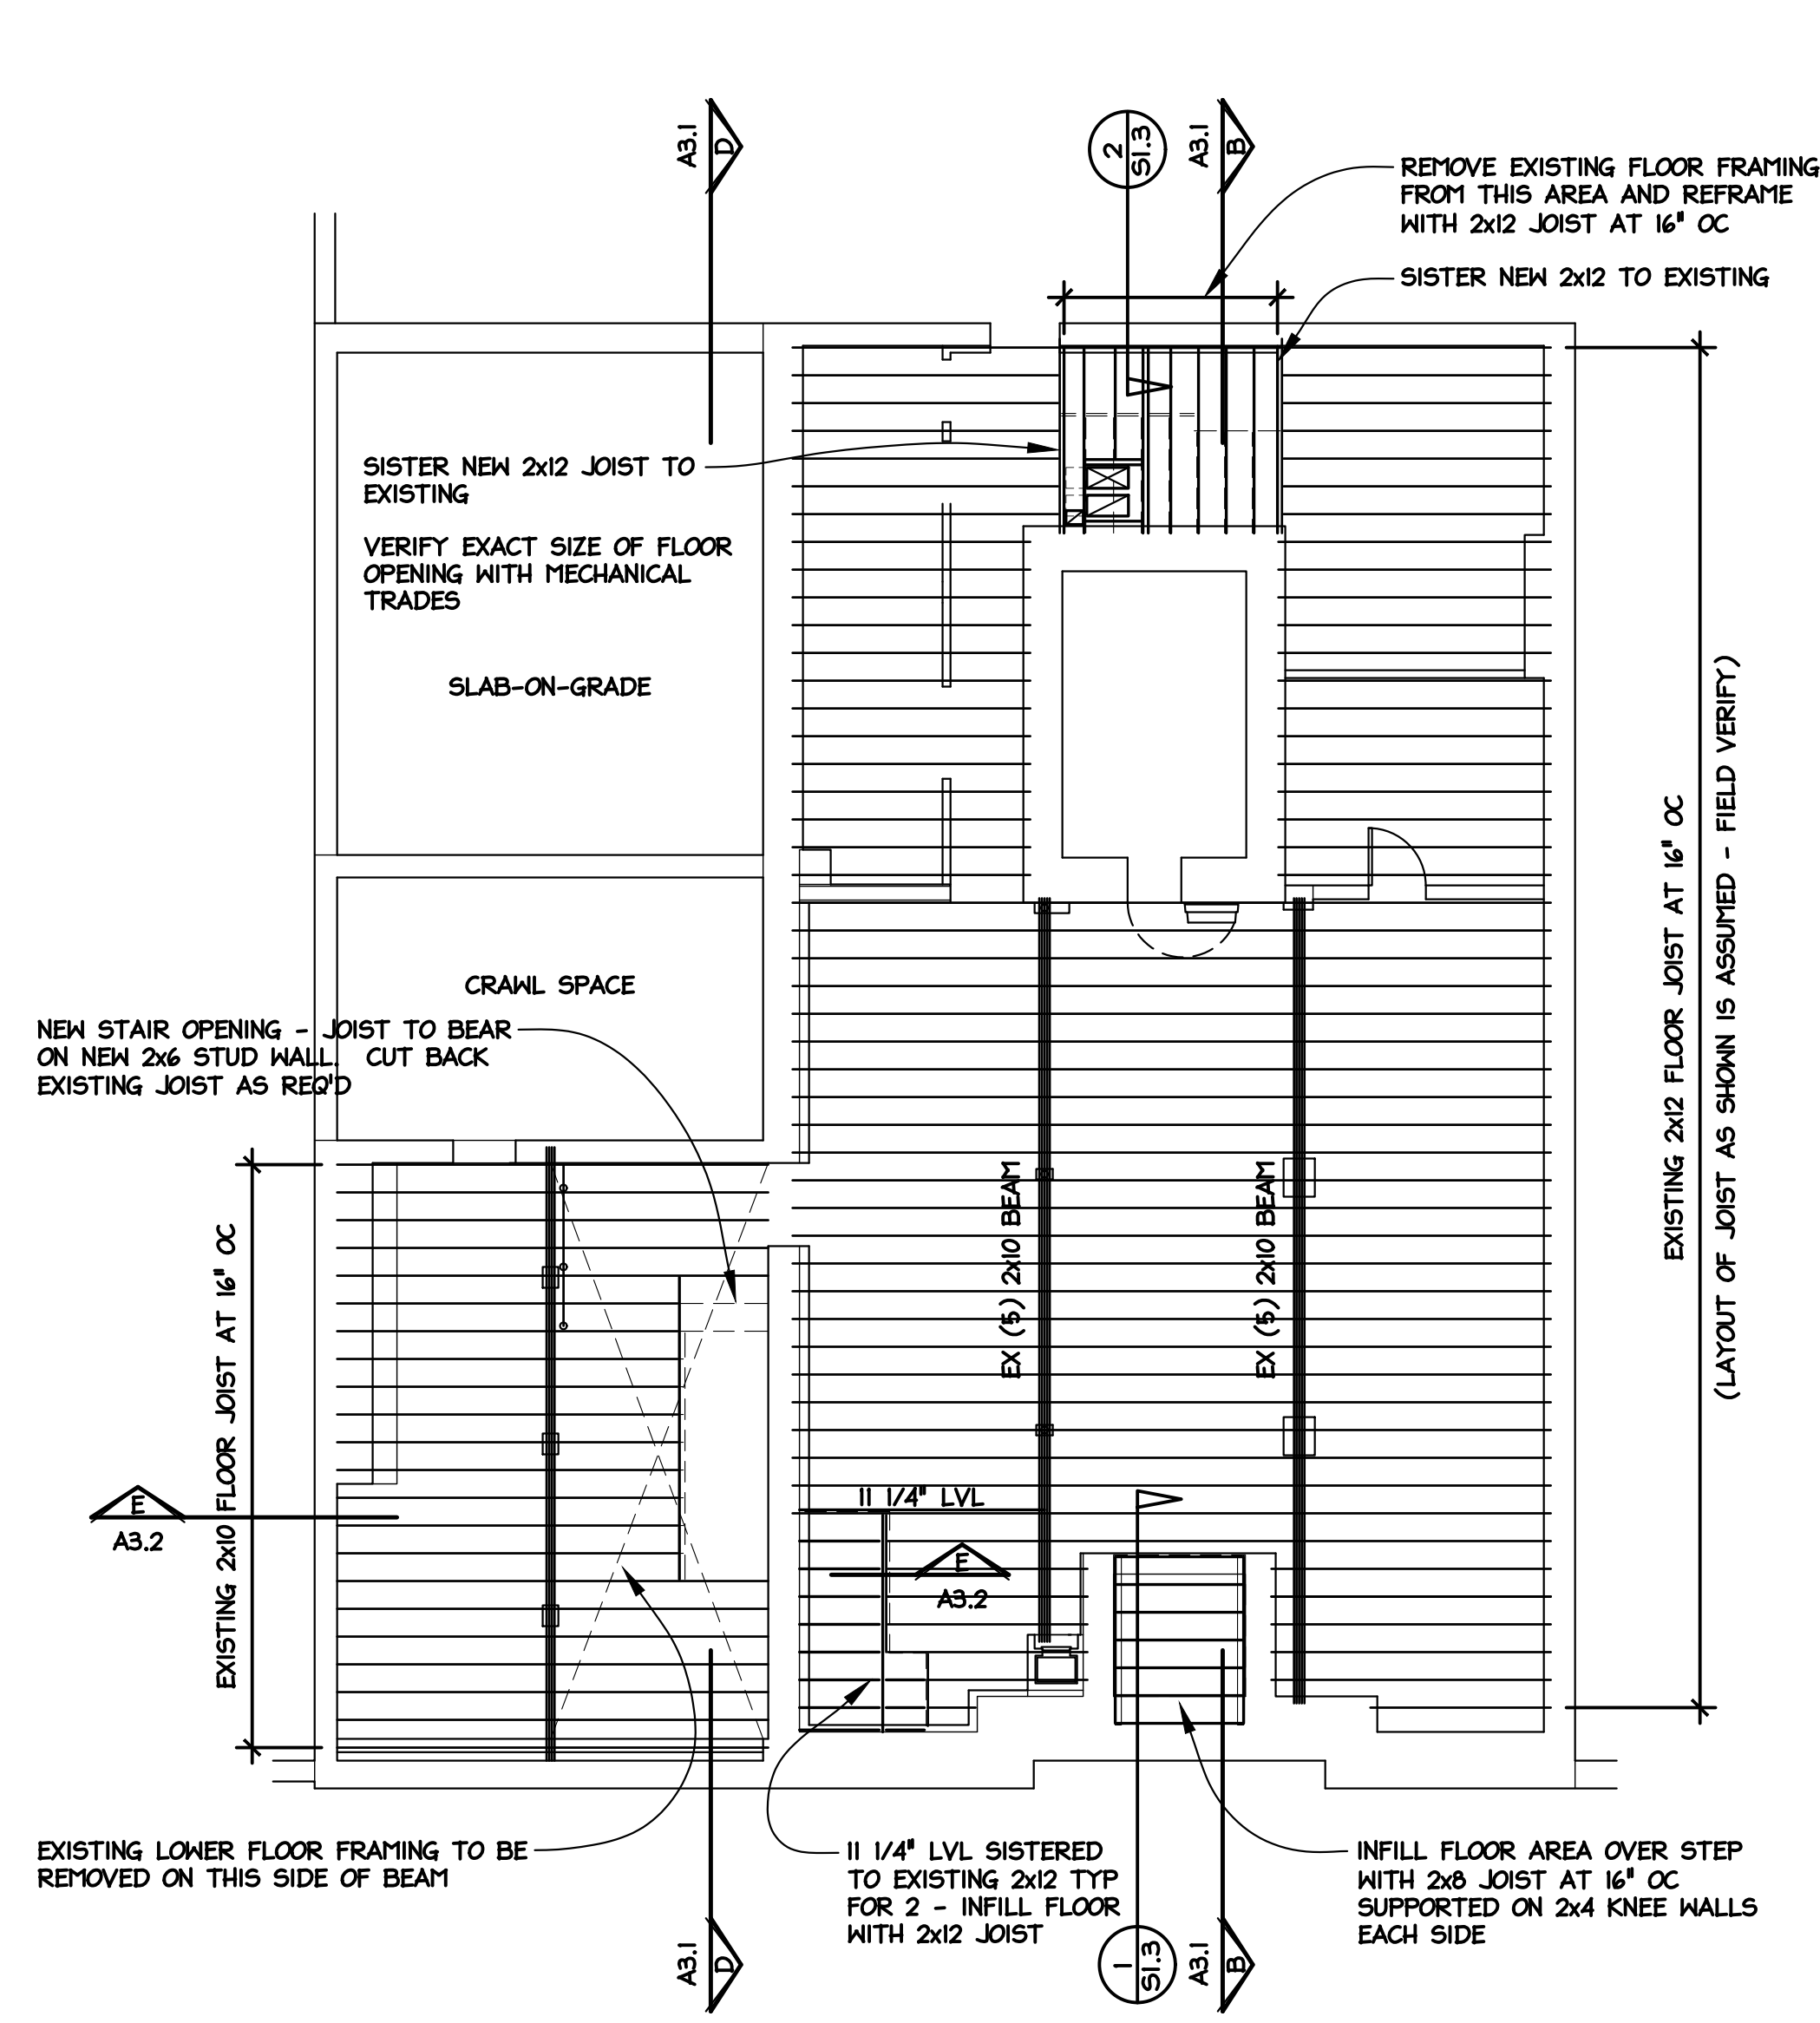 A3.1
D
2
S1.3
A3.1
B
REMOVE EXISTING FLOOR FRAMING
FROM THIS AREA AND REFRAME
WITH 2x12 JOIST AT 16" OC
SISTER NEW 2x12 TO EXISTING
SISTER NEW 2x12 JOIST TO
EXISTING
VERIFY EXACT SIZE OF FLOOR
OPENING WITH MECHANICAL
TRADES
SLAB-ON-GRADE
CRAWL SPACE
NEW STAIR OPENING - JOIST TO BEAR
ON NEW 2x6 STUD WALL. CUT BACK
EXISTING JOIST AS REQ'D
EXISTING 2x12 FLOOR JOIST AT 16" OC
(LAYOUT OF JOIST AS SHOWN IS ASSUMED - FIELD VERIFY)
EXISTING 2x10 FLOOR JOIST AT 16" OC
EX (5) 2x10 BEAM
EX (5) 2x10 BEAM
E
A3.2
11 1/4" LVL
E
A3.2
EXISTING LOWER FLOOR FRAMING TO BE
REMOVED ON THIS SIDE OF BEAM
11 1/4" LVL SISTERED
TO EXISTING 2x12 TYP
FOR 2 - INFILL FLOOR
WITH 2x12 JOIST
INFILL FLOOR AREA OVER STEP
WITH 2x8 JOIST AT 16" OC
SUPPORTED ON 2x4 KNEE WALLS
EACH SIDE
A3.1
D
1
S1.3
A3.1
B